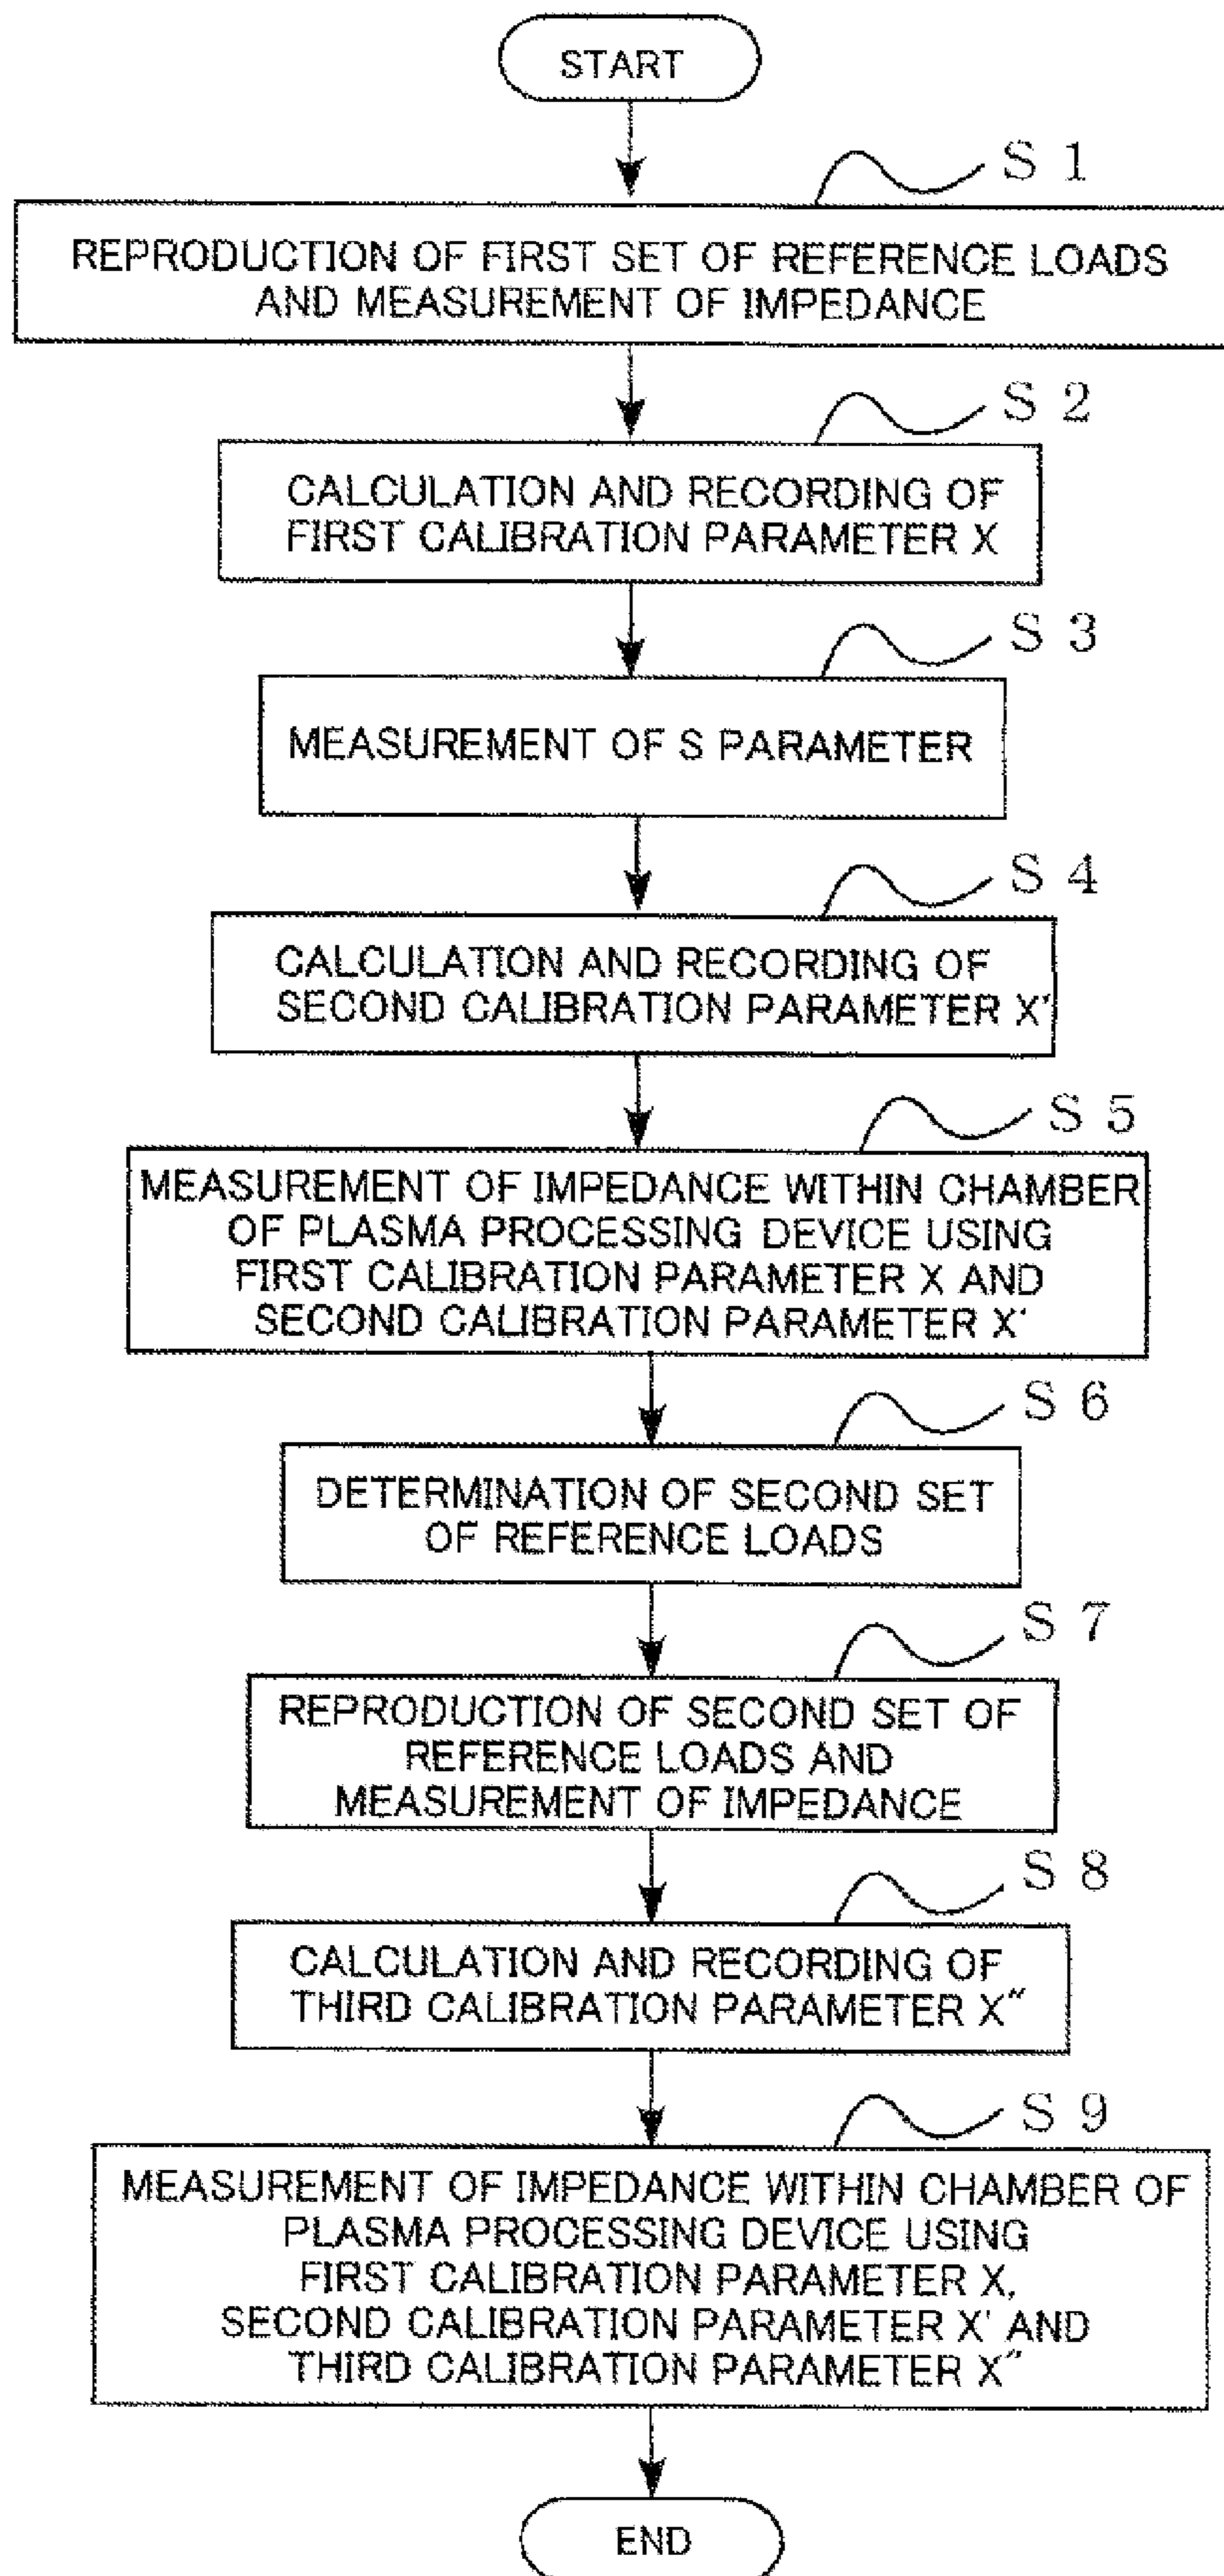 START
S 1
REPRODUCTION OF FIRST SET OF REFERENCE LOADS
AND MEASUREMENT OF IMPEDANCE
S 2
CALCULATION AND RECORDING OF
FIRST CALIBRATION PARAMETER X
S 3
MEASUREMENT OF S PARAMETER
S 4
CALCULATION AND RECORDING OF
SECOND CALIBRATION PARAMETER X'
S 5
MEASUREMENT OF IMPEDANCE WITHIN CHAMBER
OF PLASMA PROCESSING DEVICE USING
FIRST CALIBRATION PARAMETER X AND
SECOND CALIBRATION PARAMETER X'
S 6
DETERMINATION OF SECOND SET
OF REFERENCE LOADS
S 7
REPRODUCTION OF SECOND SET OF
REFERENCE LOADS AND
MEASUREMENT OF IMPEDANCE
S 8
CALCULATION AND RECORDING OF
THIRD CALIBRATION PARAMETER X"
S 9
MEASUREMENT OF IMPEDANCE WITHIN CHAMBER OF
PLASMA PROCESSING DEVICE USING
FIRST CALIBRATION PARAMETER X,
SECOND CALIBRATION PARAMETER X' AND
THIRD CALIBRATION PARAMETER X"
END